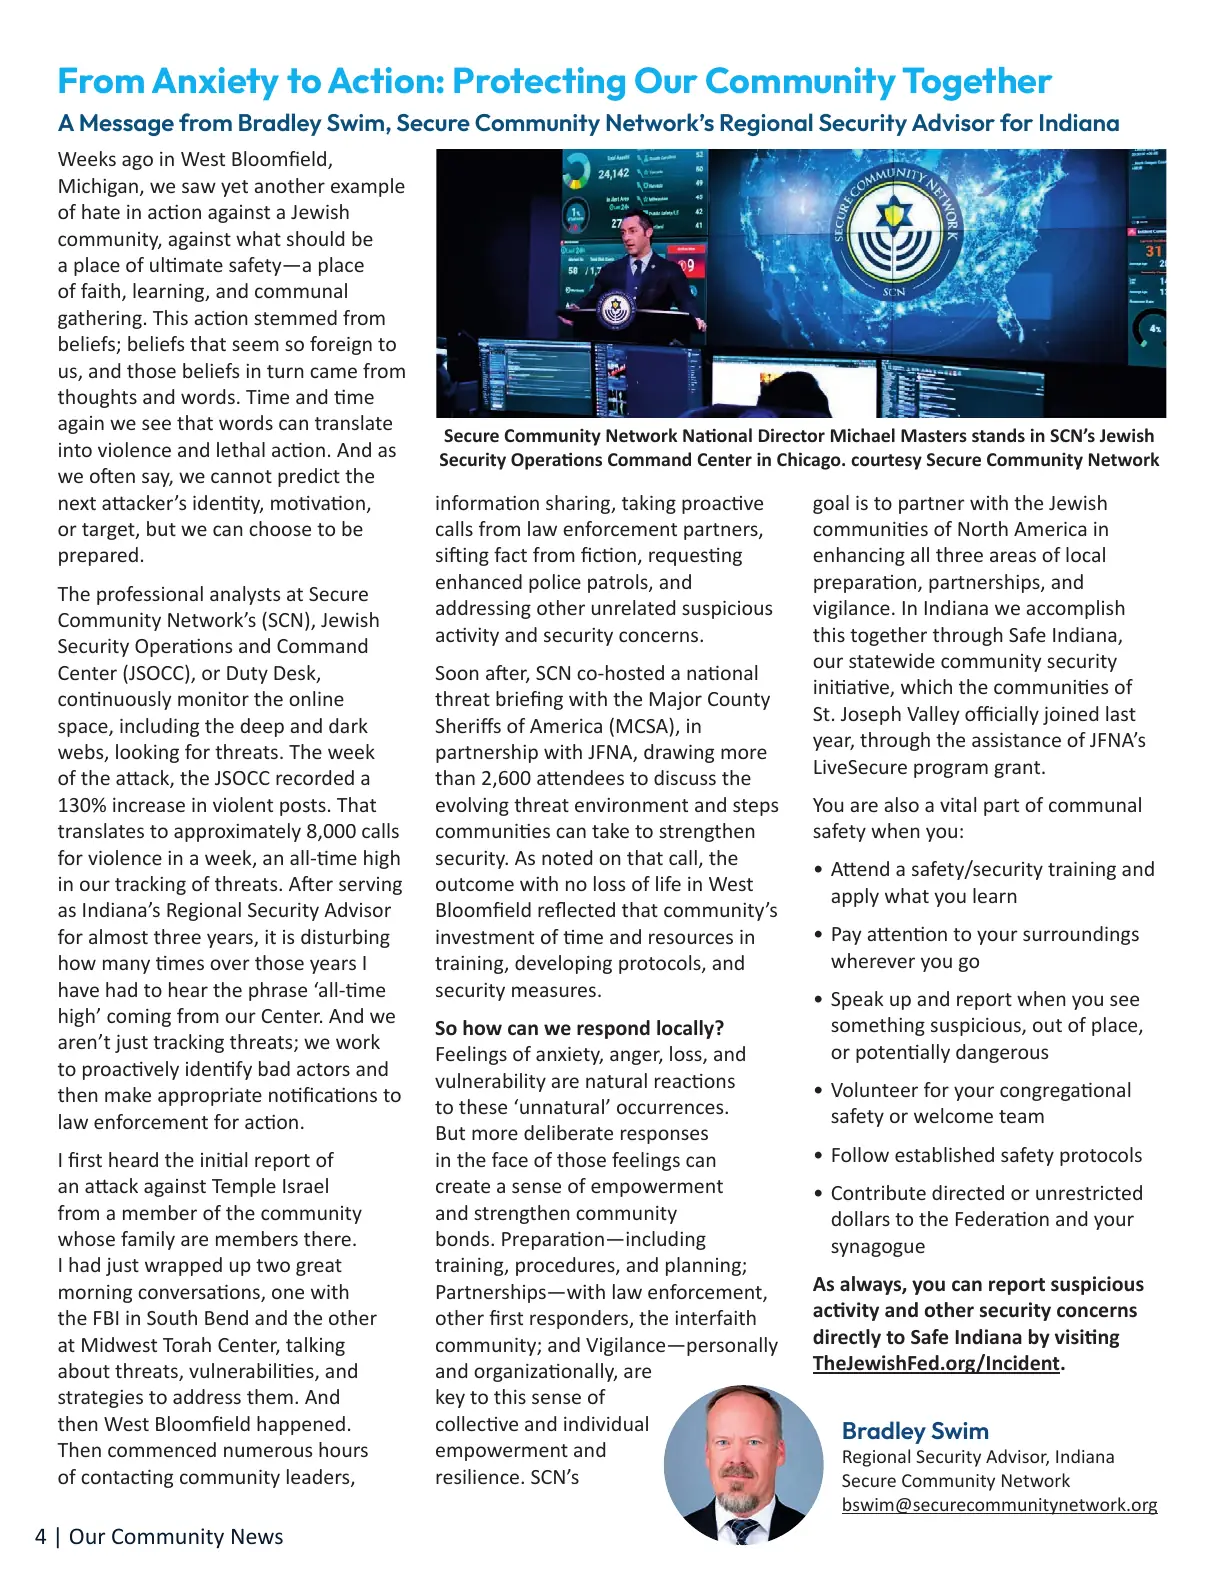 From Anxiety to Action: Protecting Our Community Together
A Message from Bradley Swim, Secure Community Network's Regional Security Advisor for Indiana
Weeks ago in West Bloomfield,
Michigan, we saw yet another example
of hate in action against a Jewish
community, against what should be
a place of ultimate safety—a place
of faith, learning, and communal
gathering. This action stemmed from
beliefs; beliefs that seem so foreign to
us, and those beliefs in turn came from
thoughts and words. Time and time
again we see that words can translate
into violence and lethal action. And as
we often say, we cannot predict the
next attacker's identity, motivation,
or target, but we can choose to be
prepared.
The professional analysts at Secure
Community Network's (SCN), Jewish
Security Operations and Command
Center (JSOCC), or Duty Desk,
continuously monitor the online
space, including the deep and dark
webs, looking for threats. The week
of the attack, the JSOCC recorded a
130% increase in violent posts. That
translates to approximately 8,000 calls
for violence in a week, an all-time high
in our tracking of threats. After serving
as Indiana's Regional Security Advisor
for almost three years, it is disturbing
how many times over those years I
have had to hear the phrase ‘all-time
high’ coming from our Center. And we
aren't just tracking threats; we work
to proactively identify bad actors and
then make appropriate notifications to
law enforcement for action.
I first heard the initial report of
an attack against Temple Israel
from a member of the community
whose family are members there.
I had just wrapped up two great
morning conversations, one with
the FBI in South Bend and the other
at Midwest Torah Center, talking
about threats, vulnerabilities, and
strategies to address them. And
then West Bloomfield happened.
Then commenced numerous hours
of contacting community leaders,
24,142
52
50
49
45
42
41
27
58
9
SECURE COMMUNITY NETWORK
SCN
31
4%
Secure Community Network National Director Michael Masters stands in SCN's Jewish
Security Operations Command Center in Chicago. courtesy Secure Community Network
information sharing, taking proactive
calls from law enforcement partners,
sifting fact from fiction, requesting
enhanced police patrols, and
addressing other unrelated suspicious
activity and security concerns.
Soon after, SCN co-hosted a national
threat briefing with the Major County
Sheriffs of America (MCSA), in
partnership with JFNA, drawing more
than 2,600 attendees to discuss the
evolving threat environment and steps
communities can take to strengthen
security. As noted on that call, the
outcome with no loss of life in West
Bloomfield reflected that community's
investment of time and resources in
training, developing protocols, and
security measures.
So how can we respond locally?
Feelings of anxiety, anger, loss, and
vulnerability are natural reactions
to these ‘unnatural’ occurrences.
But more deliberate responses
in the face of those feelings can
create a sense of empowerment
and strengthen community
bonds. Preparation—including
training, procedures, and planning;
Partnerships—with law enforcement,
other first responders, the interfaith
community; and Vigilance—personally
and organizationally, are
key to this sense of
collective and individual
empowerment and
resilience. SCN's
goal is to partner with the Jewish
communities of North America in
enhancing all three areas of local
preparation, partnerships, and
vigilance. In Indiana we accomplish
this together through Safe Indiana,
our statewide community security
initiative, which the communities of
St. Joseph Valley officially joined last
year, through the assistance of JFNA's
LiveSecure program grant.
You are also a vital part of communal
safety when you:
• Attend a safety/security training and
apply what you learn
• Pay attention to your surroundings
wherever you go
• Speak up and report when you see
something suspicious, out of place,
or potentially dangerous
• Volunteer for your congregational
safety or welcome team
• Follow established safety protocols
• Contribute directed or unrestricted
dollars to the Federation and your
synagogue
As always, you can report suspicious
activity and other security concerns
directly to Safe Indiana by visiting
TheJewishFed.org/Incident.
Bradley Swim
Regional Security Advisor, Indiana
Secure Community Network
bswim@securecommunitynetwork.org
4 | Our Community News